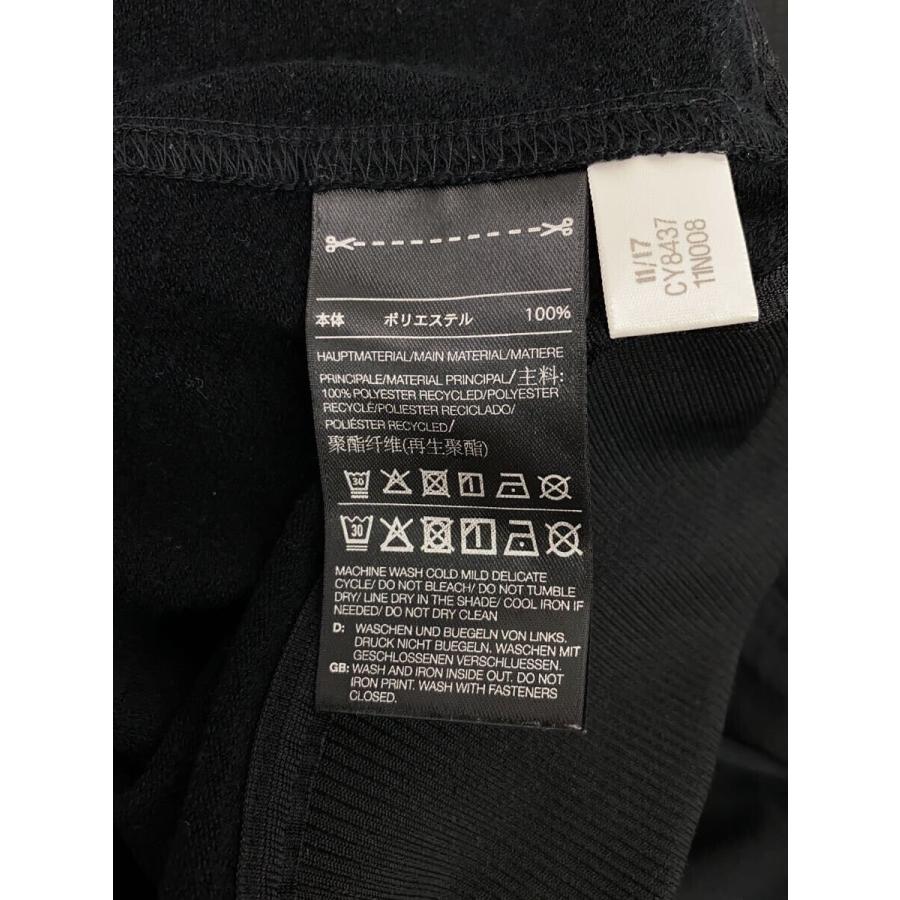 11/17
CY8437
11N008
本体 ポリエステル 100%
HAUPTMATERIAL/MAIN MATERIAL/MATIERE
PRINCIPALE/MATERIAL PRINCIPAL/主料:
100% POLYESTER RECYCLED/POLYESTER
RECYCLÉ/POLIESTER RECICLADO/
POLIÉSTER RECYCLED/
聚酯纤维(再生聚酯)
30
30
MACHINE WASH COLD MILD DELICATE
CYCLE/ DO NOT BLEACH/ DO NOT TUMBLE
DRY/ LINE DRY IN THE SHADE/ COOL IRON IF
NEEDED/ DO NOT DRY CLEAN
D: WASCHEN UND BUEGELN VON LINKS.
DRUCK NICHT BUEGELN. WASCHEN MIT
GESCHLOSSENEN VERSCHLUESSEN.
GB: WASH AND IRON INSIDE OUT. DO NOT
IRON PRINT. WASH WITH FASTENERS
CLOSED.